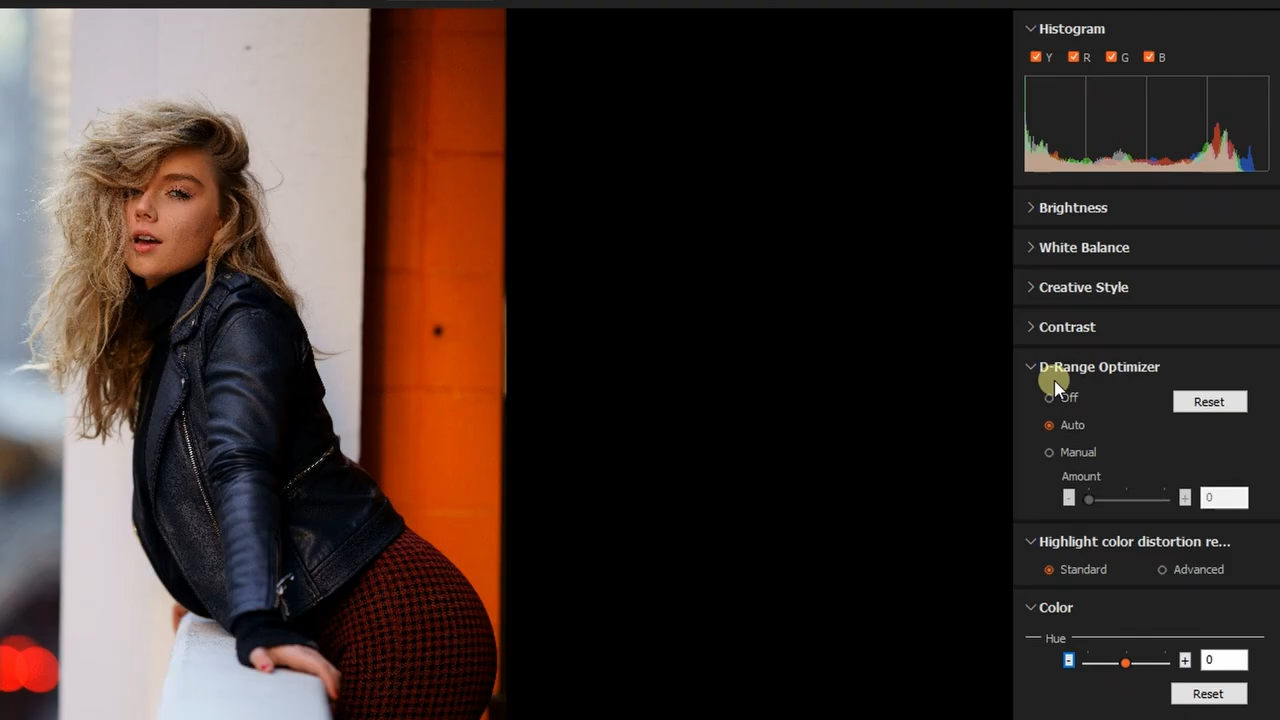 Histogram
Y R G B
Brightness
White Balance
Creative Style
Contrast
D-Range Optimizer
Off
Reset
Auto
Manual
Amount
- + 0
Highlight color distortion re...
Standard Advanced
Color
Hue
- + 0
Reset